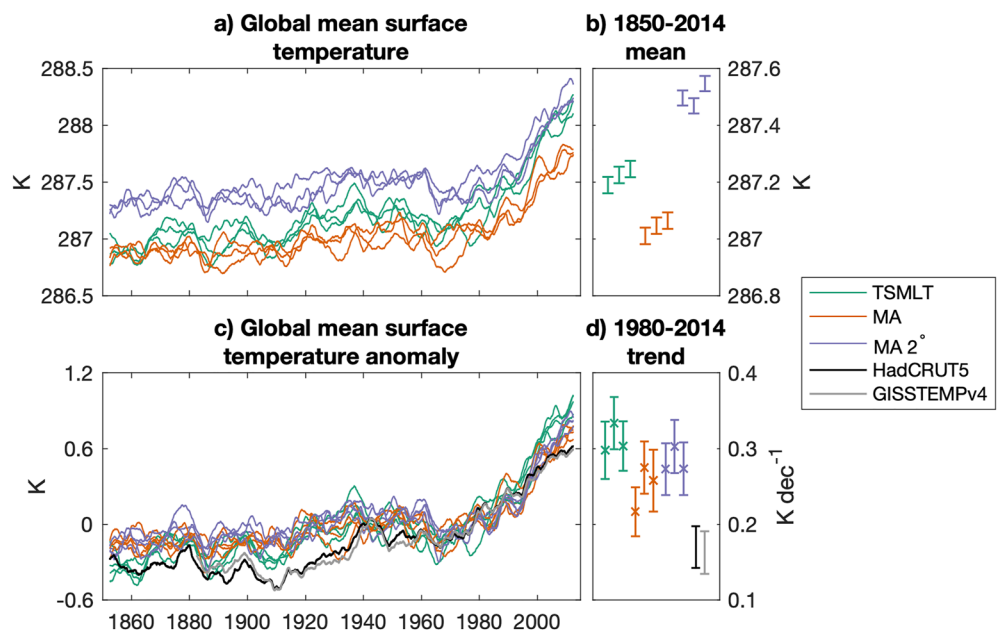 a) Global mean surface
temperature
b) 1850-2014
mean
288.5
288
287.5
287
286.5
K
287.6
287.4
287.2
287
286.8
K
c) Global mean surface
temperature anomaly
d) 1980-2014
trend
1.2
0.6
0
-0.6
K
1860
1880
1900
1920
1940
1960
1980
2000
0.4
0.3
0.2
0.1
K dec⁻¹
TSMLT
MA
MA 2°
HadCRUT5
GISSTEMPv4